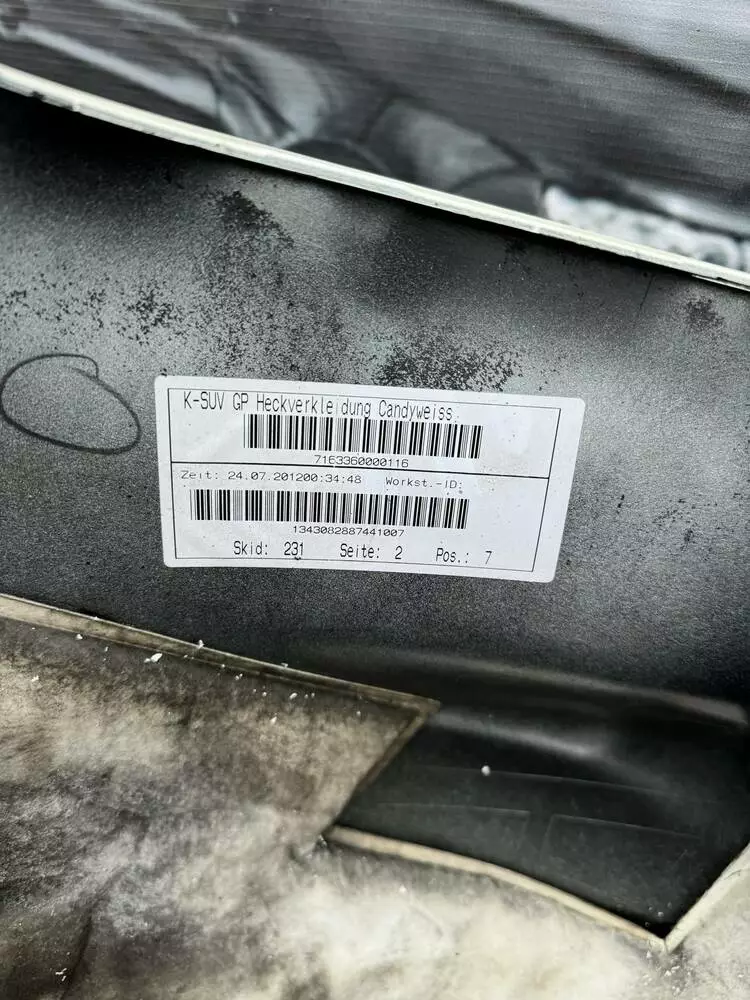 K-SUV GP Heckverkleidung Candyweiss.
7163360000116
Zeit: 24.07.201200:34:48 Workst.-ID:
1343082887441007
Skid: 231 Seite: 2 Pos.: 7